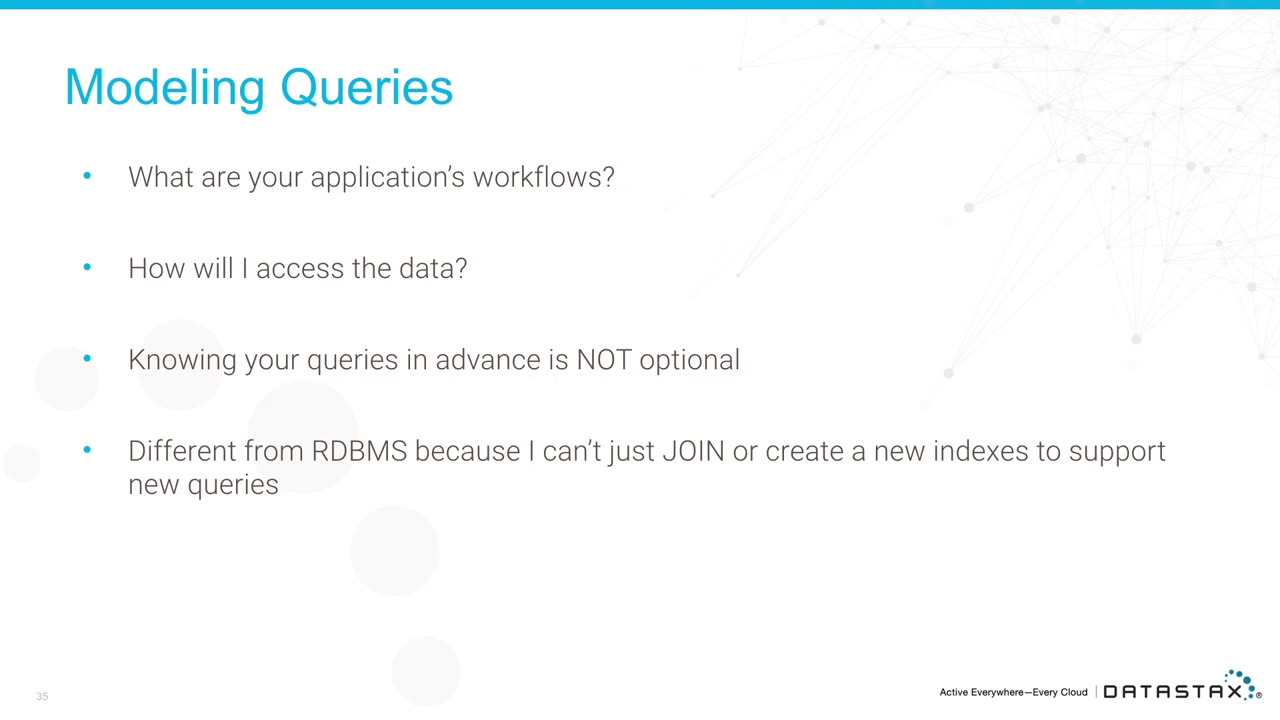 Modeling Queries
• What are your application’s workflows?
• How will I access the data?
• Knowing your queries in advance is NOT optional
• Different from RDBMS because I can’t just JOIN or create a new indexes to support
new queries
35
Active Everywhere—Every Cloud | DATASTAX®